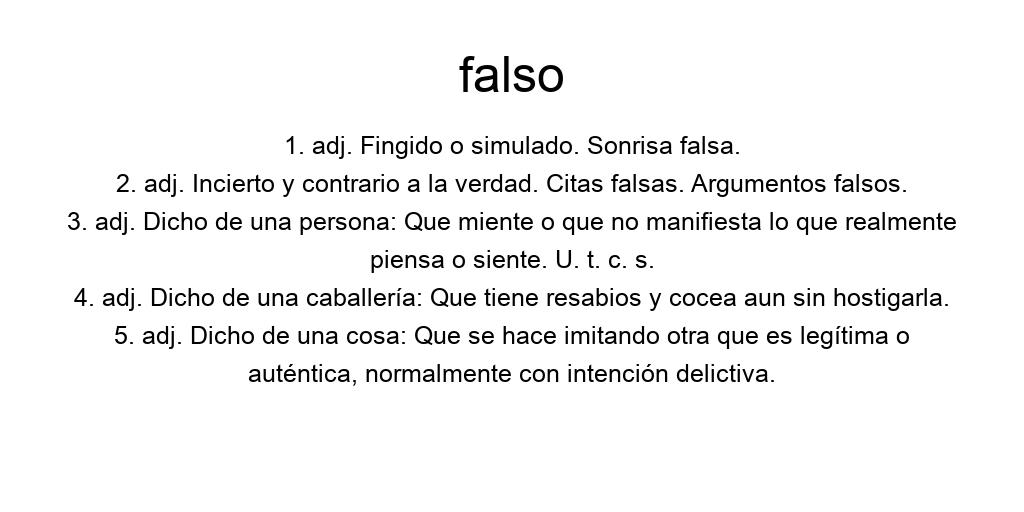 falso
1. adj. Fingido o simulado. Sonrisa falsa.
2. adj. Incierto y contrario a la verdad. Citas falsas. Argumentos falsos.
3. adj. Dicho de una persona: Que miente o que no manifiesta lo que realmente
piensa o siente. U. t. c. s.
4. adj. Dicho de una caballería: Que tiene resabios y cocea aun sin hostigarla.
5. adj. Dicho de una cosa: Que se hace imitando otra que es legítima o
auténtica, normalmente con intención delictiva.